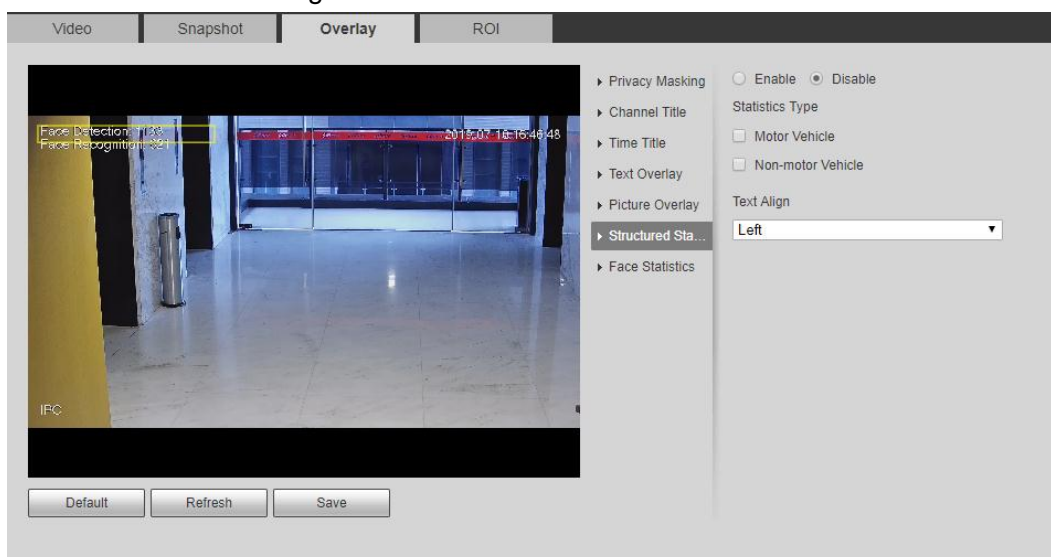 Video
Snapshot
Overlay
ROI
Face Detection:
Face Recognition: 321
2019-07-16 16:46:48
IPC
Privacy Masking
Channel Title
Time Title
Text Overlay
Picture Overlay
Structured Sta...
Face Statistics
Enable
Disable
Statistics Type
Motor Vehicle
Non-motor Vehicle
Text Align
Left
Default
Refresh
Save